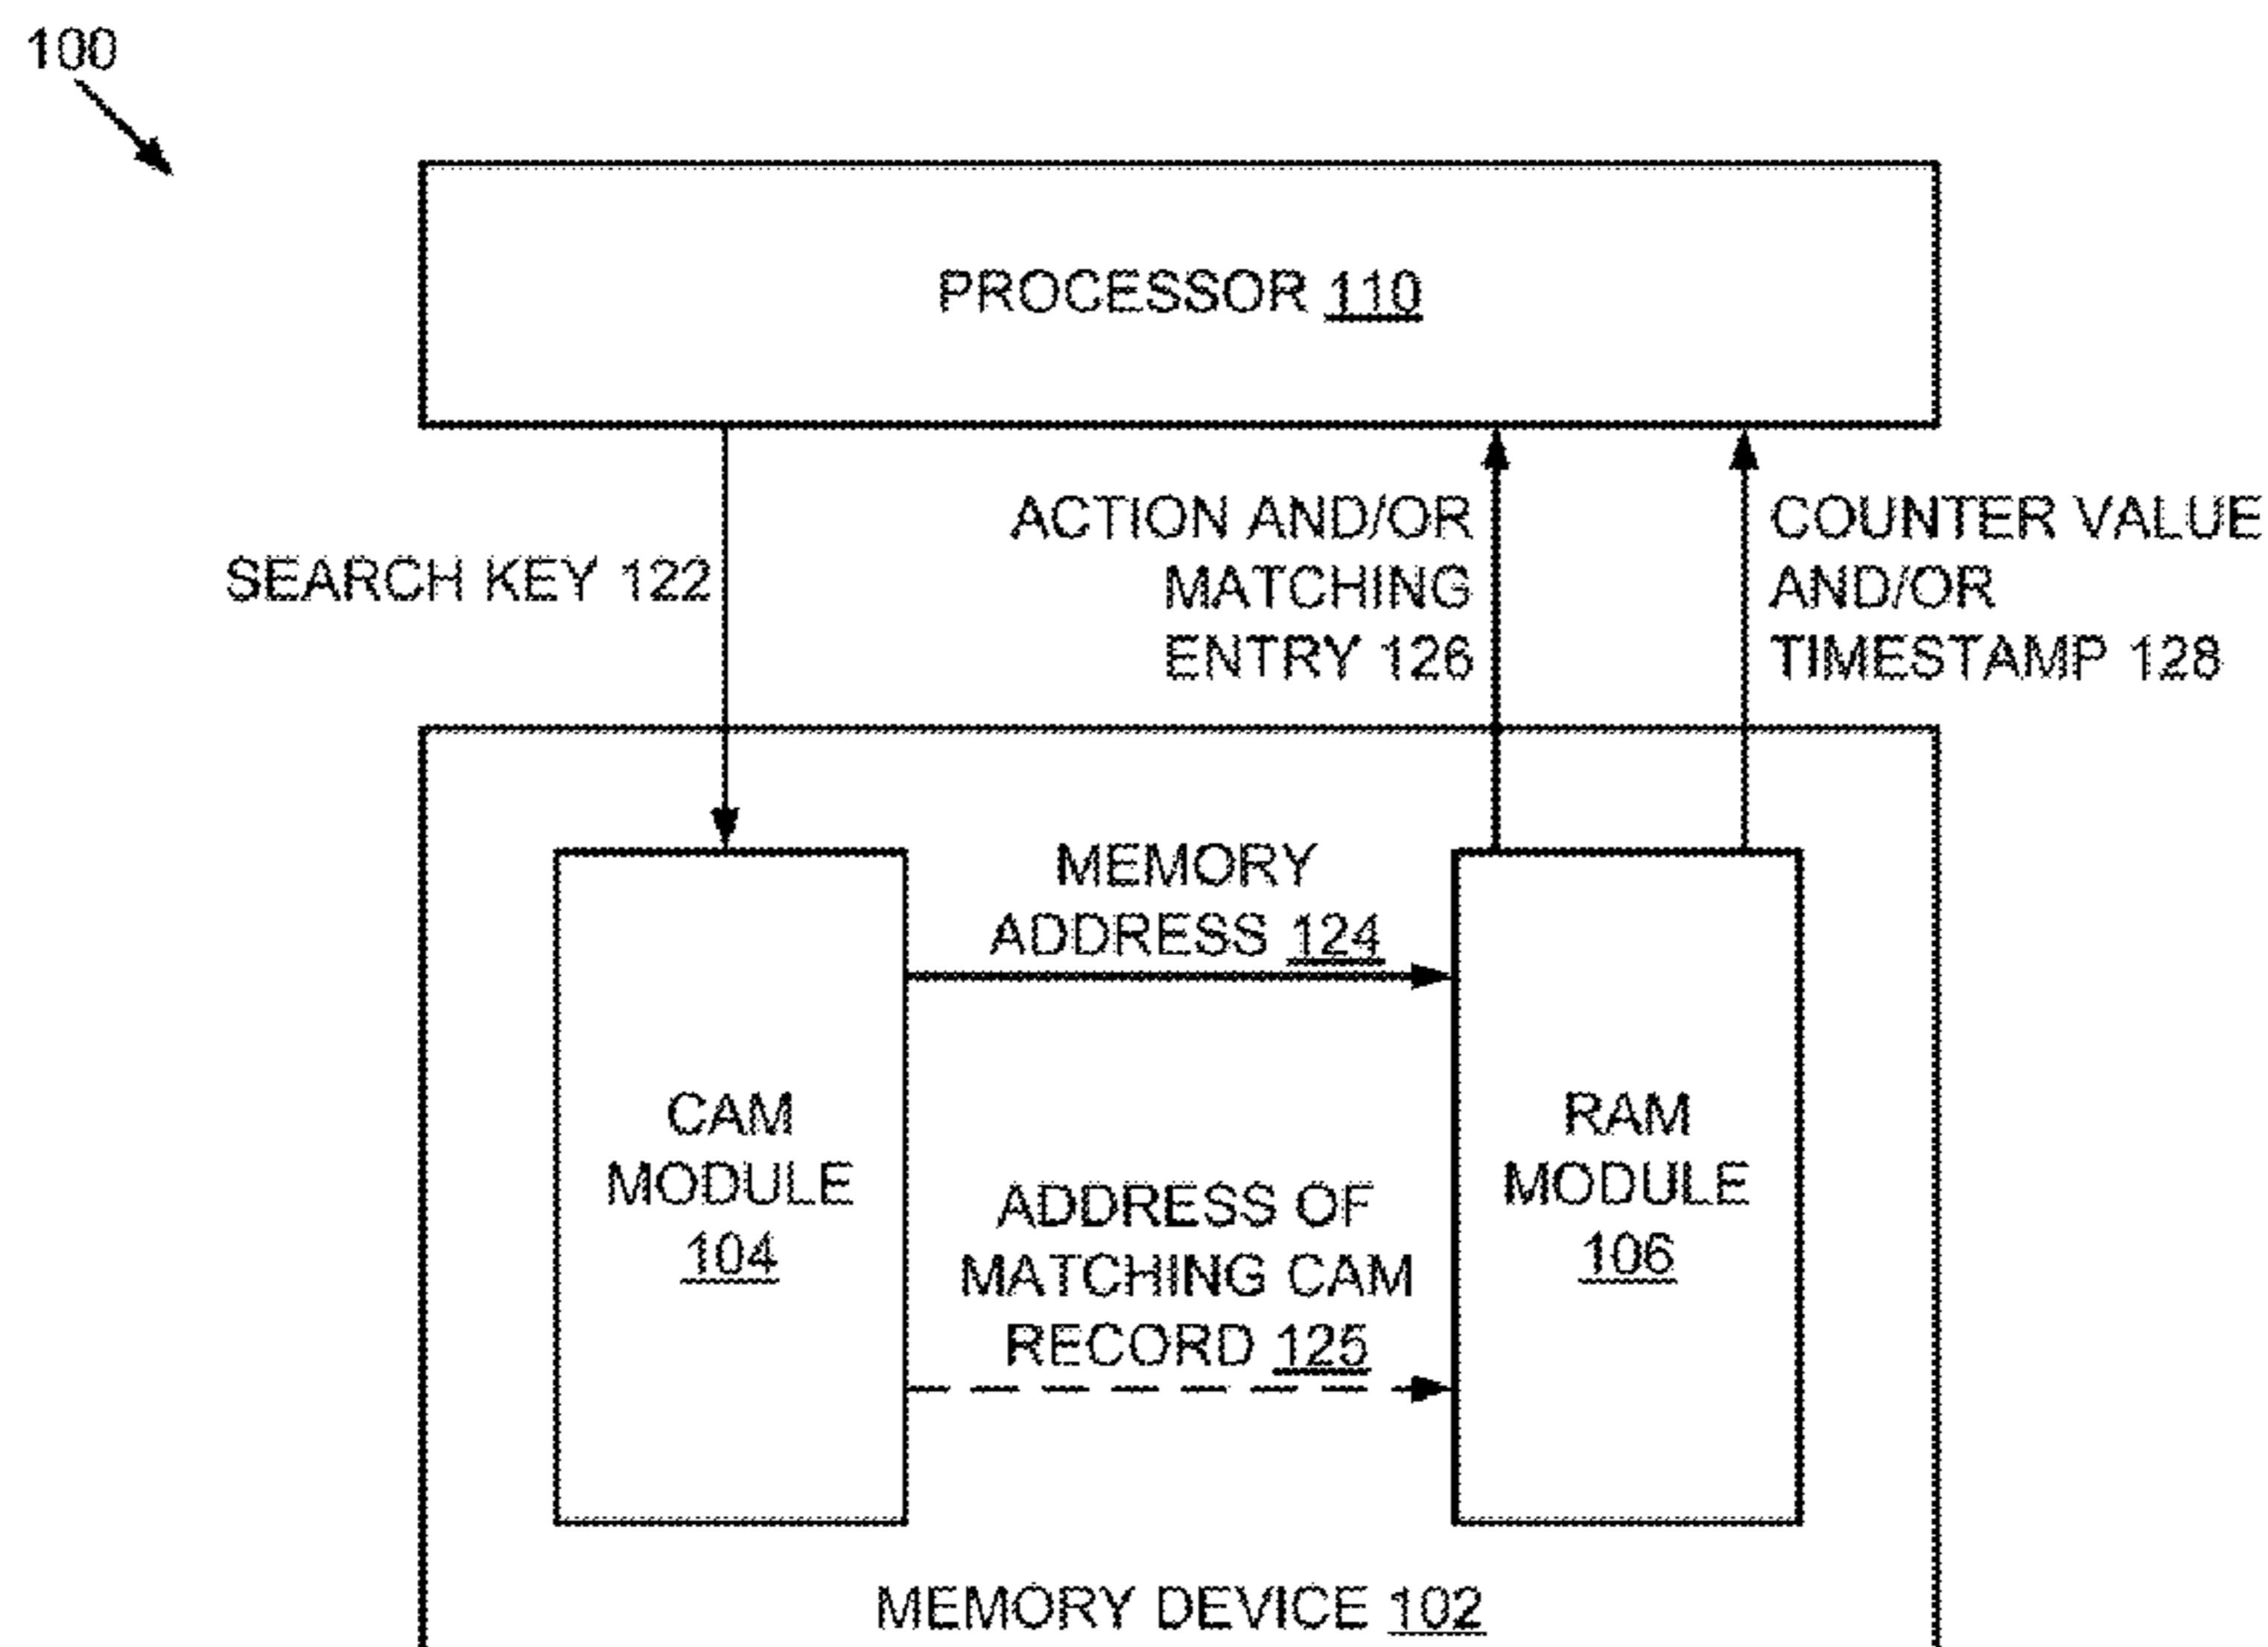 100
PROCESSOR 110
SEARCH KEY 122
ACTION AND/OR
MATCHING
ENTRY 126
COUNTER VALUE
AND/OR
TIMESTAMP 128
MEMORY
ADDRESS 124
CAM
MODULE
104
ADDRESS OF
MATCHING CAM
RECORD 125
RAM
MODULE
106
MEMORY DEVICE 102